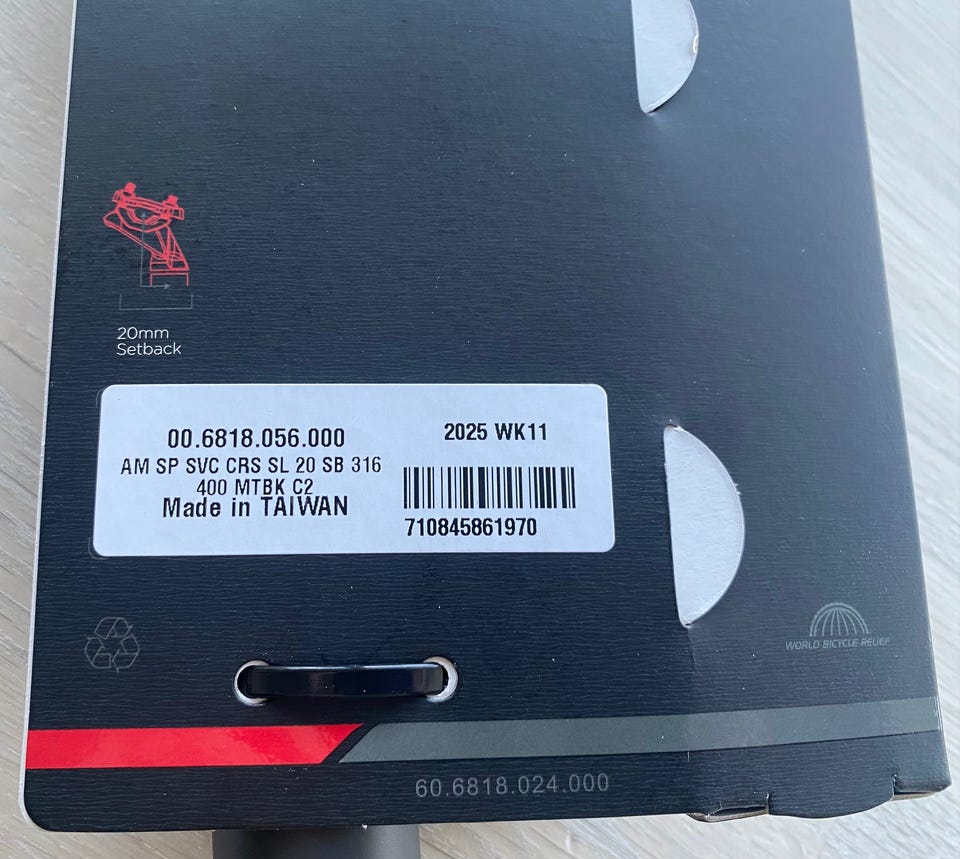 20mm
Setback
00.6818.056.000
AM SP SVC CRS SL 20 SB 316
400 MTBK C2
Made in TAIWAN
2025 WK11
710845861970
WORLD BICYCLE RELIEF
60.6818.024.000